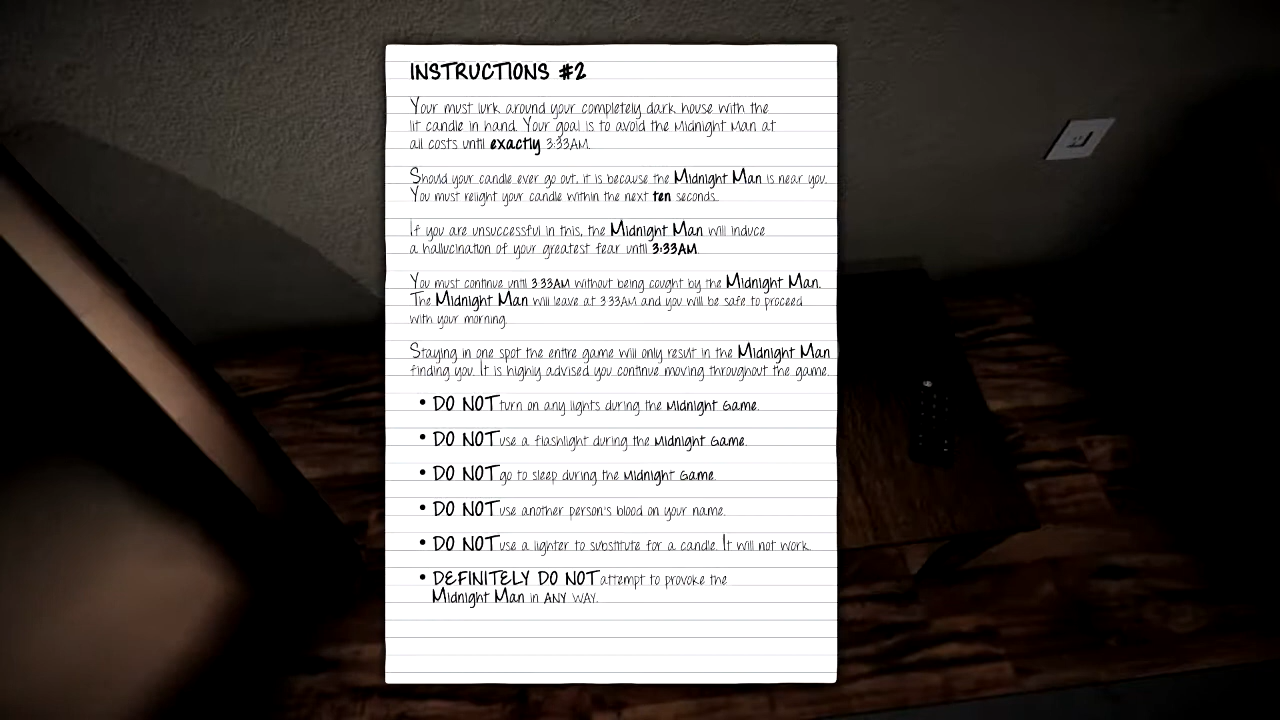 INSTRUCTIONS #2
Your must lurk around your completely dark house with the
lit candle in hand. Your goal is to avoid the Midnight Man at
all costs until exactly 3:33AM.
Should your candle ever go out, it is because the Midnight Man is near you.
You must relight your candle within the next ten seconds.
If you are unsuccessful in this, the Midnight Man will induce
a hallucination of your greatest fear until 3:33AM.
You must continue until 3:33AM without being caught by the Midnight Man.
The Midnight Man will leave at 3:33AM and you will be safe to proceed
with your morning.
Staying in one spot the entire game will only result in the Midnight Man
finding you. It is highly advised you continue moving throughout the game.
• DO NOT turn on any lights during the Midnight Game.
• DO NOT use a flashlight during the Midnight Game.
• DO NOT go to sleep during the Midnight Game.
• DO NOT use another person's blood on your name.
• DO NOT use a lighter to substitute for a candle. It will not work.
• DEFINITELY DO NOT attempt to provoke the
Midnight Man in ANY WAY.